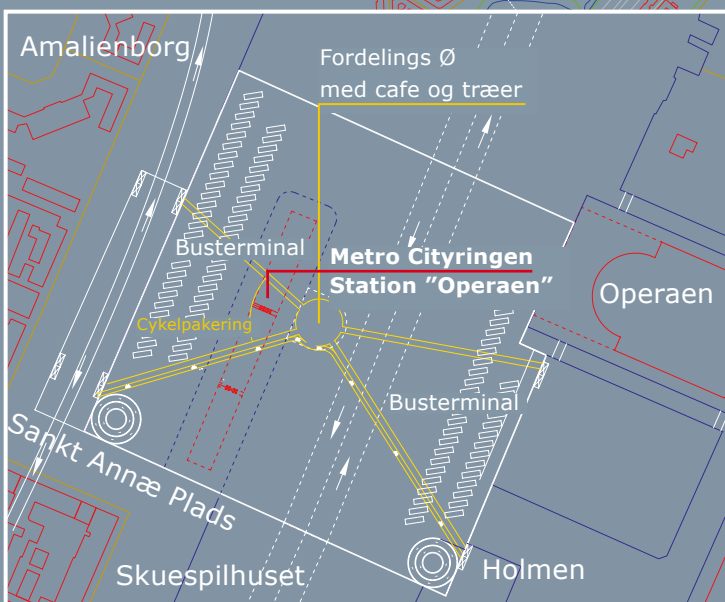 Amalienborg
Fordelings Ø
med cafe og træer
Busterminal
Metro Cityringen
Station ”Operaen”
Operaen
Cykelpakering
Busterminal
Sankt Annæ Plads
Skuespilhuset
Holmen